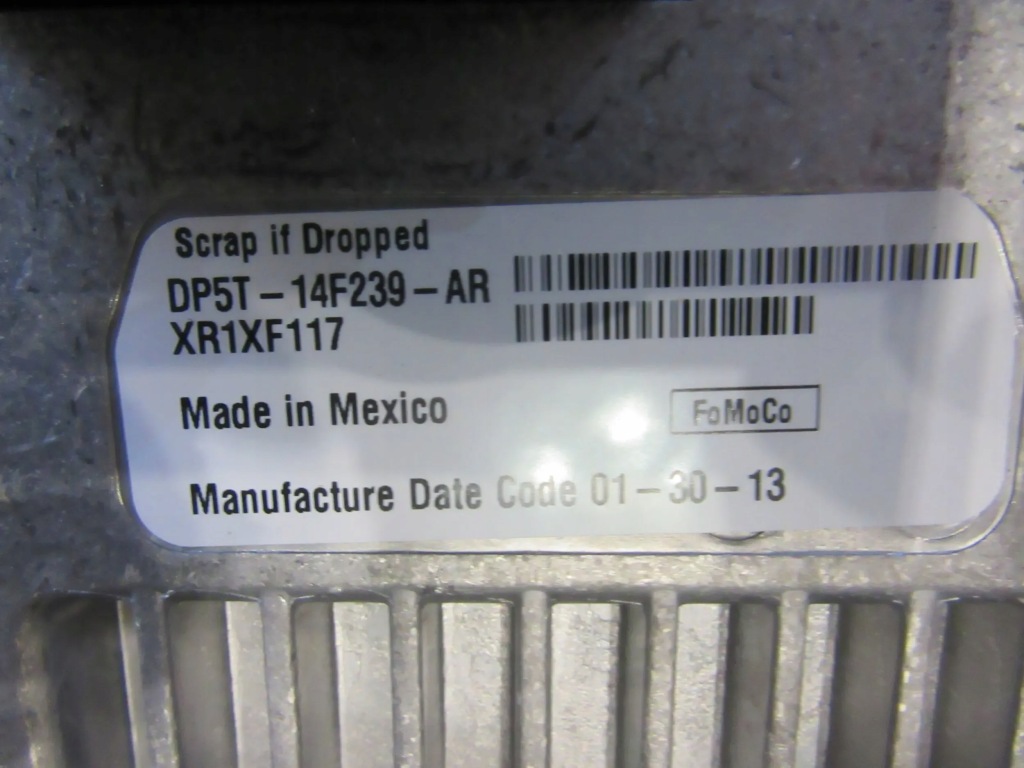 Scrap if Dropped
DP5T-14F239-AR
XR1XF117
Made in Mexico
FoMoCo
Manufacture Date Code 01-30-13